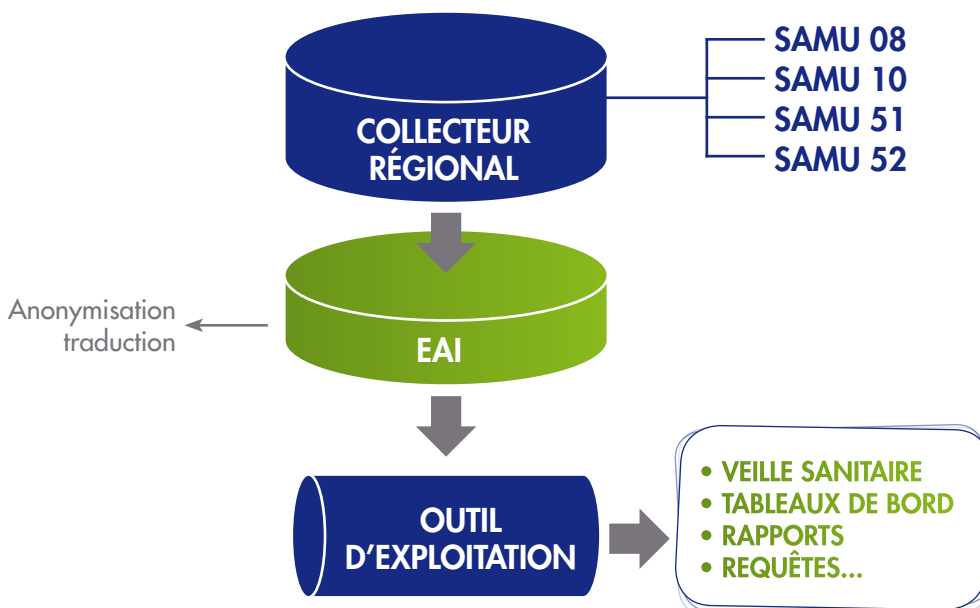 COLLECTEUR
RÉGIONAL
SAMU 08
SAMU 10
SAMU 51
SAMU 52
Anonymisation
traduction
EAI
OUTIL
D’EXPLOITATION
• VEILLE SANITAIRE
• TABLEAUX DE BORD
• RAPPORTS
• REQUÊTES...